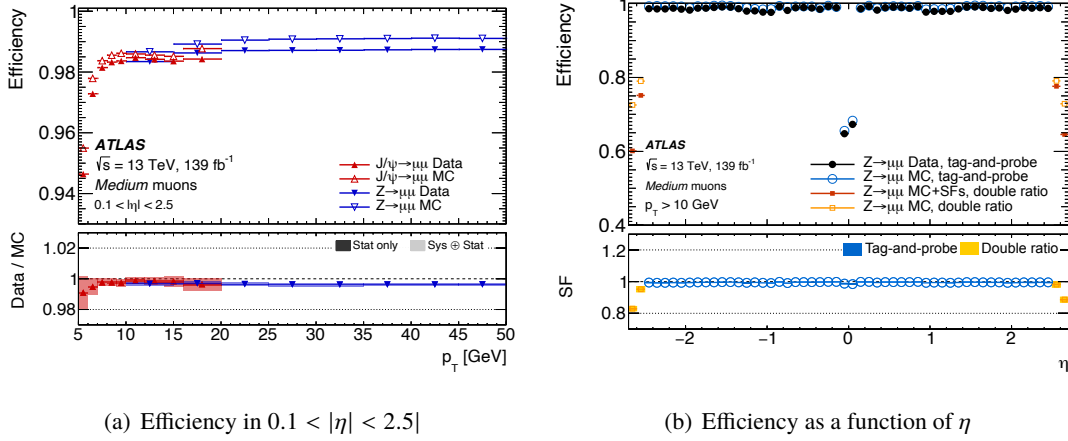 Efficiency
1
0.98
0.96
0.94
ATLAS
√s = 13 TeV, 139 fb⁻¹
Medium muons
0.1 < |η| < 2.5
J/ψ→μμ Data
J/ψ→μμ MC
Z→μμ Data
Z→μμ MC
Data / MC
1.02
1
0.98
Stat only
Sys ⊕ Stat
5 10 15 20 25 30 35 40 45 50
p_T [GeV]
(a) Efficiency in 0.1 < |η| < 2.5|
Efficiency
1
0.8
0.6
0.4
ATLAS
√s = 13 TeV, 139 fb⁻¹
Medium muons
p_T > 10 GeV
Z→μμ Data, tag-and-probe
Z→μμ MC, tag-and-probe
Z→μμ MC+SFs, double ratio
Z→μμ MC, double ratio
SF
1.2
1
0.8
Tag-and-probe
Double ratio
−2 −1 0 1 2
η
(b) Efficiency as a function of η